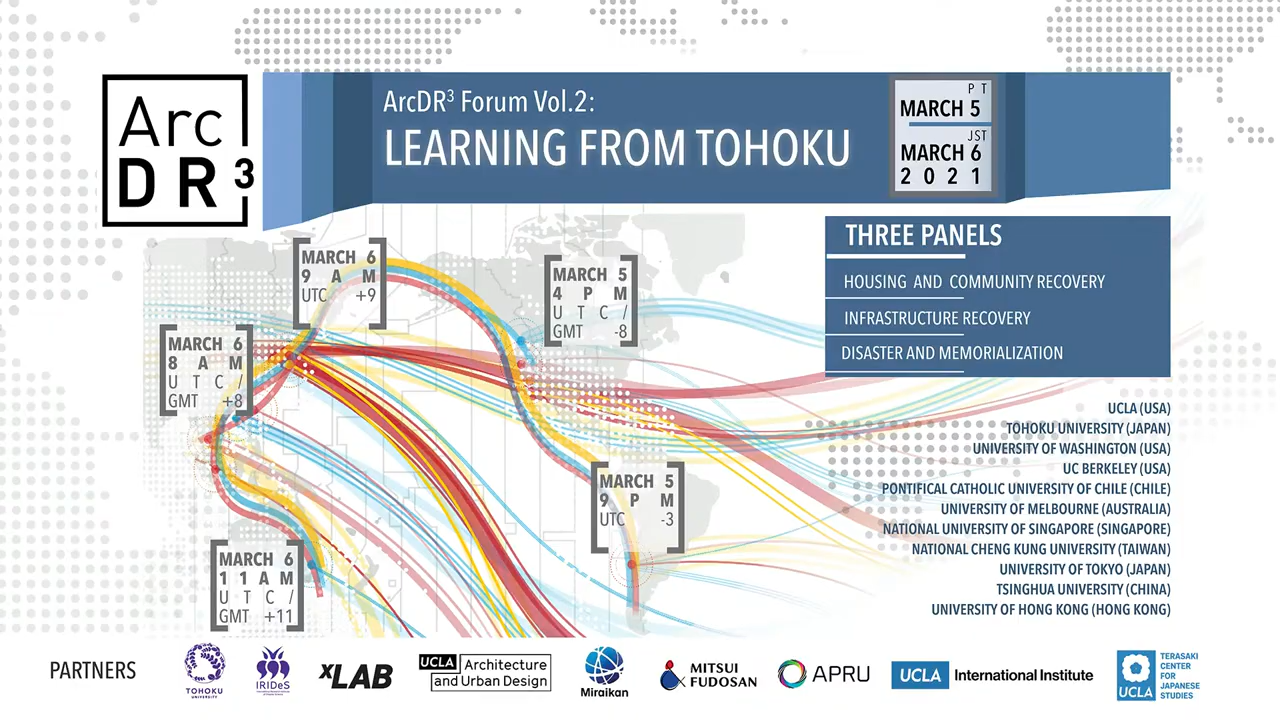 Arc
DR³
ArcDR³ Forum Vol.2:
LEARNING FROM TOHOKU
PT
MARCH 5
JST
MARCH 6
2021
THREE PANELS
HOUSING AND COMMUNITY RECOVERY
INFRASTRUCTURE RECOVERY
DISASTER AND MEMORIALIZATION
MARCH 6
9 AM
UTC +9
MARCH 5
4 PM
UTC/
GMT -8
MARCH 6
8 AM
UTC/
GMT +8
MARCH 5
9 PM
UTC -3
MARCH 6
11AM
UTC/
GMT +11
UCLA (USA)
TOHOKU UNIVERSITY (JAPAN)
UNIVERSITY OF WASHINGTON (USA)
UC BERKELEY (USA)
PONTIFICAL CATHOLIC UNIVERSITY OF CHILE (CHILE)
UNIVERSITY OF MELBOURNE (AUSTRALIA)
NATIONAL UNIVERSITY OF SINGAPORE (SINGAPORE)
NATIONAL CHENG KUNG UNIVERSITY (TAIWAN)
UNIVERSITY OF TOKYO (JAPAN)
TSINGHUA UNIVERSITY (CHINA)
UNIVERSITY OF HONG KONG (HONG KONG)
PARTNERS
TOHOKU
UNIVERSITY
IRIDeS
xLAB
UCLA Architecture
and Urban Design
Miraikan
MITSUI
FUDOSAN
APRU
UCLA International Institute
UCLA
TERASAKI
CENTER
FOR
JAPANESE
STUDIES